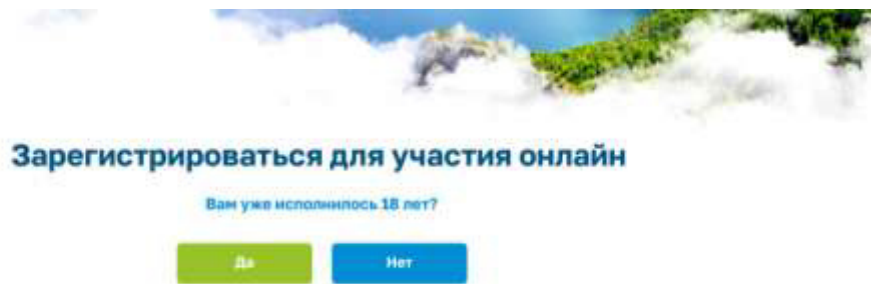 Зарегистрироваться для участия онлайн
Вам уже исполнилось 18 лет?
Да
Нет